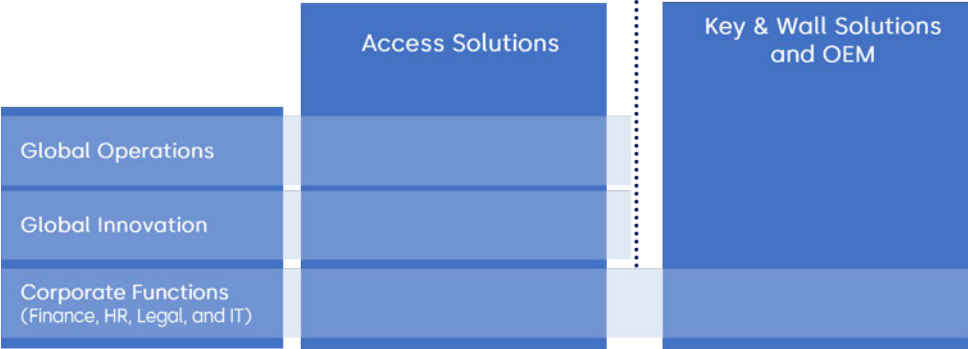 Access Solutions
Key & Wall Solutions
and OEM
Global Operations
Global Innovation
Corporate Functions
(Finance, HR, Legal, and IT)